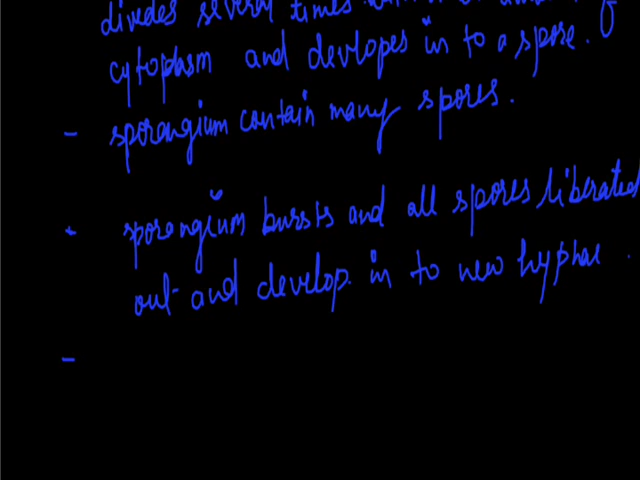 divedes several times
cytoplasm and devlopes in to a spore.
- sporangium contain many spores.
- sporangium bursts and all spores liberated
out and develop in to new hyphae.
-